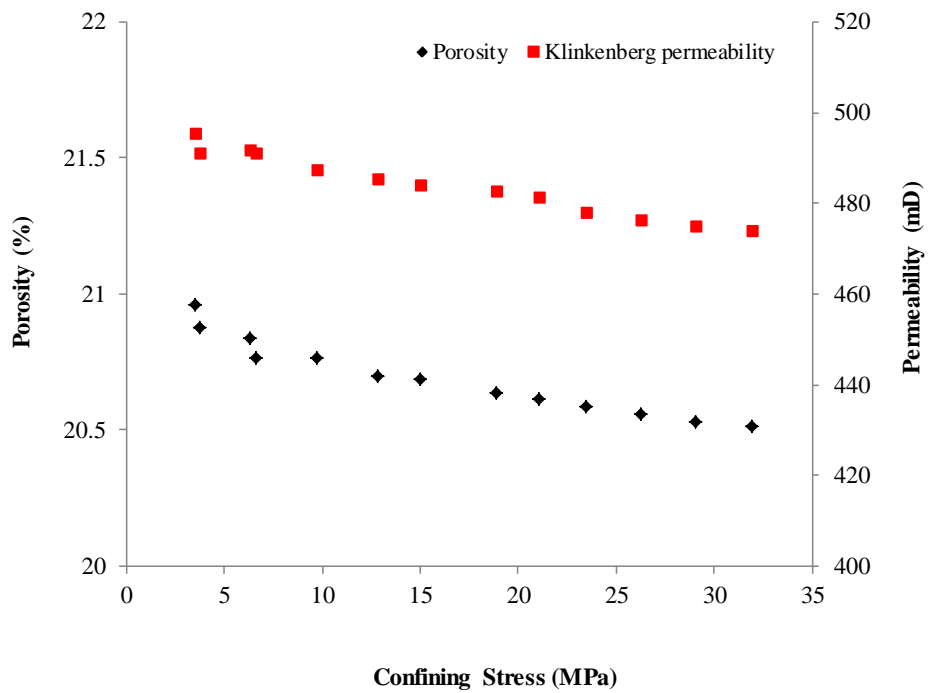 22
21.5
21
20.5
20
Porosity (%)
Porosity
Klinkenberg permeability
520
500
480
460
440
420
400
Permeability (mD)
0 5 10 15 20 25 30 35
Confining Stress (MPa)